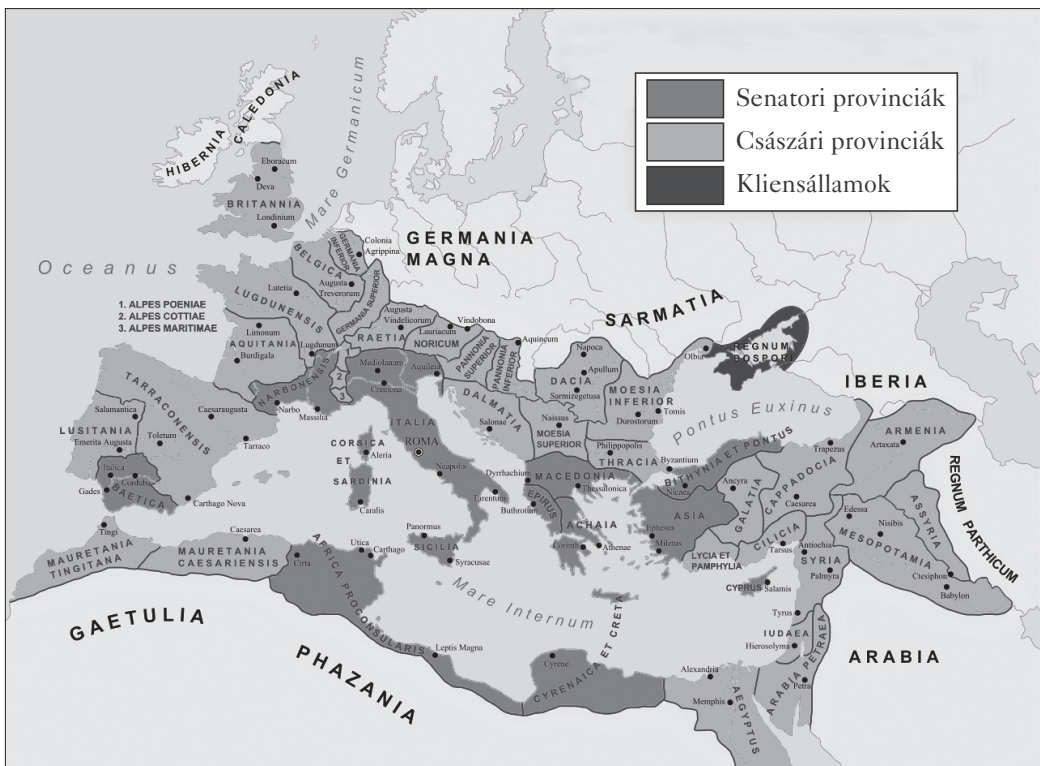 Senatori provinciák
Császári provinciák
Kliensállamok
HIBERNIA
CALEDONIA
Mare Germanicum
Oceanus
Eboracum
Deva
BRITANNIA
Londinium
GERMANIA
MAGNA
GERMANIA
INFERIOR
Colonia
Agrippina
BELGICA
Augusta
Treverorum
Lutetia
LUGDUNENSIS
GERMANIA SUPERIOR
1. ALPES POENIAE
2. ALPES COTTIAE
3. ALPES MARITIMAE
Limonum
AQUITANIA
Burdigala
Lugdunum
NARBONENSIS
Narbo
Massilia
1
2
3
Augusta
Vindelicorum
RAETIA
Lauriacum
NORICUM
Vindobona
PANNONIA
SUPERIOR
PANNONIA
INFERIOR
Aquincum
Mediolanum
Cremona
Aquileia
SARMATIA
Olbia
REGNUM
BOSPORI
Napoca
Apullum
DACIA
Sarmizegetusa
MOESIA
INFERIOR
Durostorum
Tomis
Pontus Euxinus
IBERIA
DALMATIA
Salonae
Naissus
MOESIA
SUPERIOR
Philippopolis
THRACIA
Byzantium
TARRACONENSIS
Salamantica
Caesaraugusta
LUSITANIA
Emerita Augusta
Toletum
Tarraco
Italica
Cordoba
Gades
BAETICA
Carthago Nova
ITALIA
ROMA
Neapolis
Tarentum
CORSICA
Aleria
ET
SARDINIA
Caralis
Dyrrhachium
MACEDONIA
Thessalonica
EPIRUS
Buthrotum
ACHAIA
Corinth
Athenae
Panormus
SICILIA
Syracusae
BITHYNIA ET PONTUS
Nicaea
ASIA
Ephesus
Miletus
Ancyra
GALATIA
CAPPADOCIA
Caesarea
Trapezus
ARMENIA
Artaxata
LYCIA ET
PAMPHYLIA
CILICIA
Tarsus
Antiochia
SYRIA
Palmyra
Edessa
Nisibis
ASSYRIA
MESOPOTAMIA
Ctesiphon
Babylon
REGNUM PARTHICUM
CYPRUS
Salamis
Tyrus
IUDAEA
Hierosolyma
ARABIA PETRAEA
Petra
ARABIA
Tingi
MAURETANIA
TINGITANA
Caesarea
MAURETANIA
CAESARIENSIS
Cirta
Utica
Carthago
AFRICA PROCONSULARIS
Leptis Magna
Mare Internum
Cyrene
CYRENAICA ET CRETA
Alexandria
Memphis
AEGYPTUS
GAETULIA
PHAZANIA